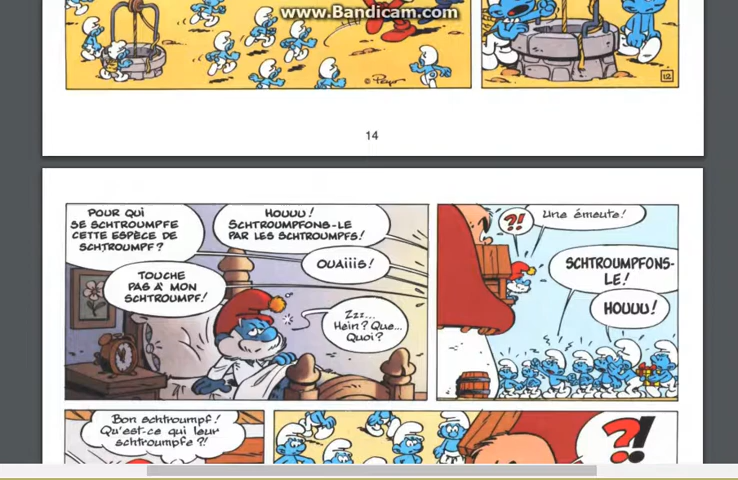 www.Bandicam.com
© Peyo
12
14
POUR QUI
SE SCHTROUMPFE
CETTE ESPÈCE DE
SCHTROUMPF?
HOUUU!
SCHTROUMPFONS-LE
PAR LES SCHTROUMPFS!
OUAiiiS!
TOUCHE
PAS À MON
SCHTROUMPF!
Zzz...
Hein? Que...
Quoi?
?!
Une émeute!
SCHTROUMPFONS-
LE!
HOUUU!
Bon schtroumpf!
Qu'est-ce qui leur
schtroumpfe?!
?!